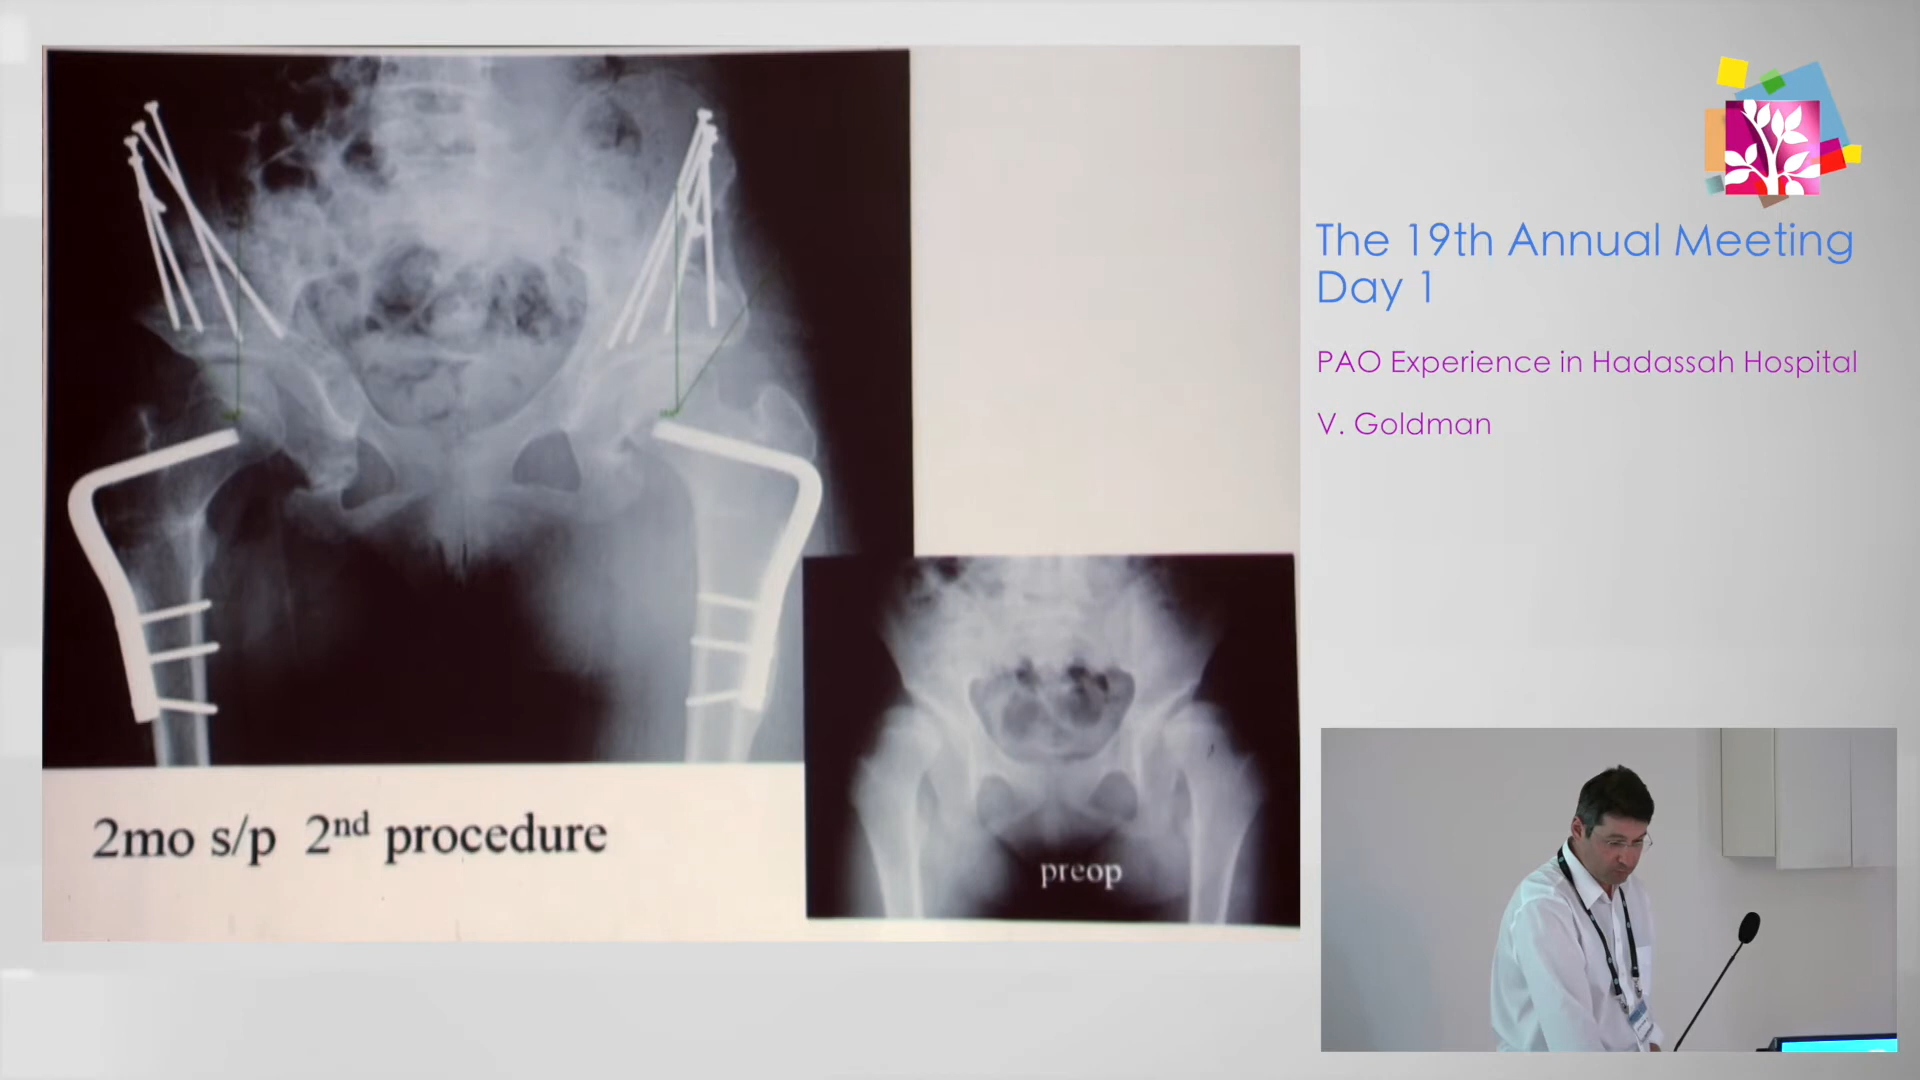 The 19th Annual Meeting
Day 1
PAO Experience in Hadassah Hospital
V. Goldman
preop
2mo s/p 2nd procedure